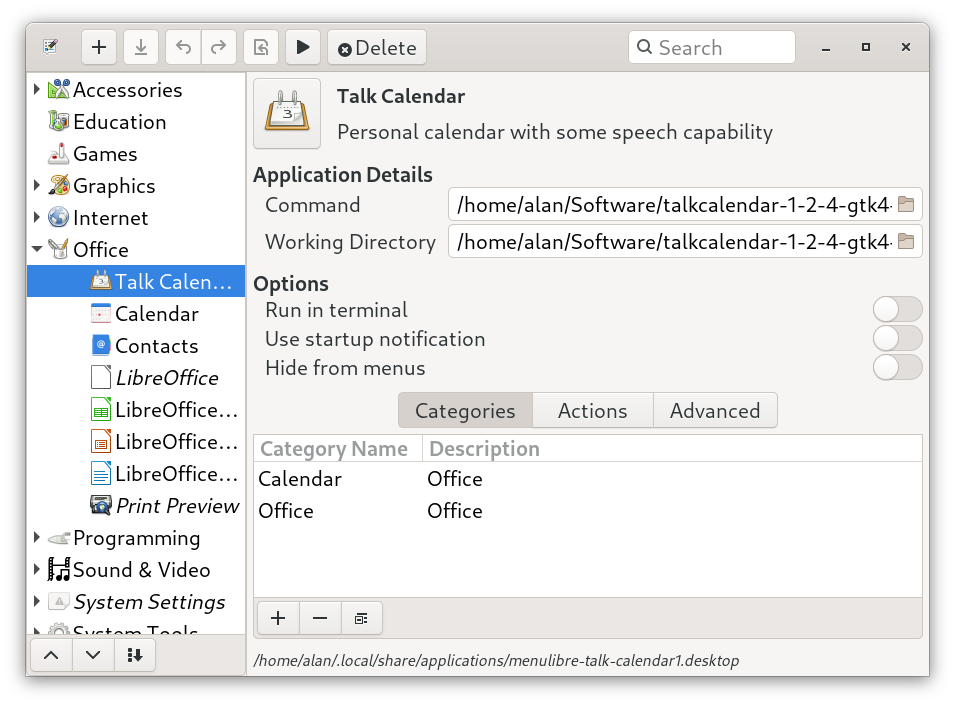 Delete
Search
Accessories
Education
Games
Graphics
Internet
Office
Talk Calen...
Calendar
Contacts
LibreOffice
LibreOffice...
LibreOffice...
LibreOffice...
Print Preview
Programming
Sound & Video
System Settings
System Tools
3
Talk Calendar
Personal calendar with some speech capability
Application Details
Command /home/alan/Software/talkcalendar-1-2-4-gtk4-
Working Directory /home/alan/Software/talkcalendar-1-2-4-gtk4-
Options
Run in terminal
Use startup notification
Hide from menus
Categories Actions Advanced
Category Name Description
Calendar Office
Office Office
/home/alan/.local/share/applications/menulibre-talk-calendar1.desktop